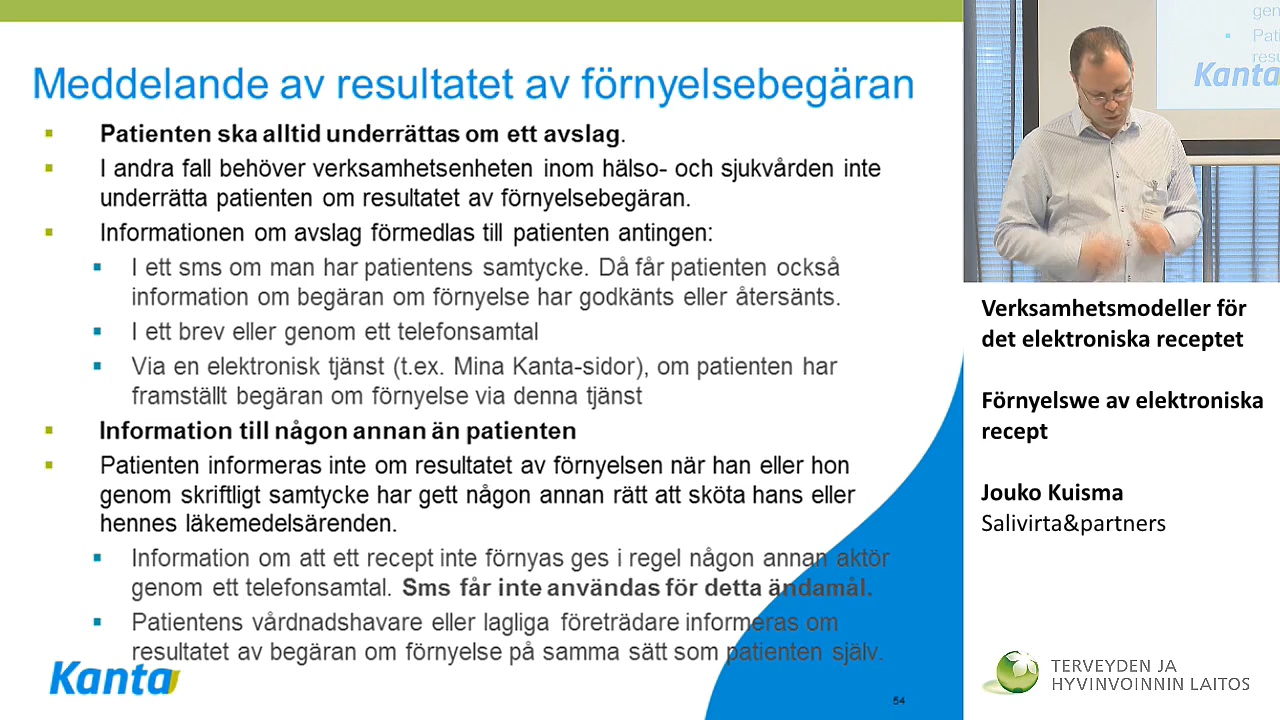 Meddelande av resultatet av förnyelsebegäran
Patienten ska alltid underrättas om ett avslag.
I andra fall behöver verksamhetsenheten inom hälso- och sjukvården inte
underrätta patienten om resultatet av förnyelsebegäran.
Informationen om avslag förmedlas till patienten antingen:
I ett sms om man har patientens samtycke. Då får patienten också
information om begäran om förnyelse har godkänts eller återsänts.
I ett brev eller genom ett telefonsamtal
Via en elektronisk tjänst (t.ex. Mina Kanta-sidor), om patienten har
framställt begäran om förnyelse via denna tjänst
Information till någon annan än patienten
Patienten informeras inte om resultatet av förnyelsen när han eller hon
genom skriftligt samtycke har gett någon annan rätt att sköta hans eller
hennes läkemedelsärenden.
Information om att ett recept inte förnyas ges i regel någon annan aktör
genom ett telefonsamtal. Sms får inte användas för detta ändamål.
Patientens vårdnadshavare eller lagliga företrädare informeras om
resultatet av begäran om förnyelse på samma sätt som patienten själv.
Kanta
54
gen
Pati
resu
Kanta
Verksamhetsmodeller för
det elektroniska receptet
Förnyelswe av elektroniska
recept
Jouko Kuisma
Salivirta&partners
TERVEYDEN JA
HYVINVOINNIN LAITOS